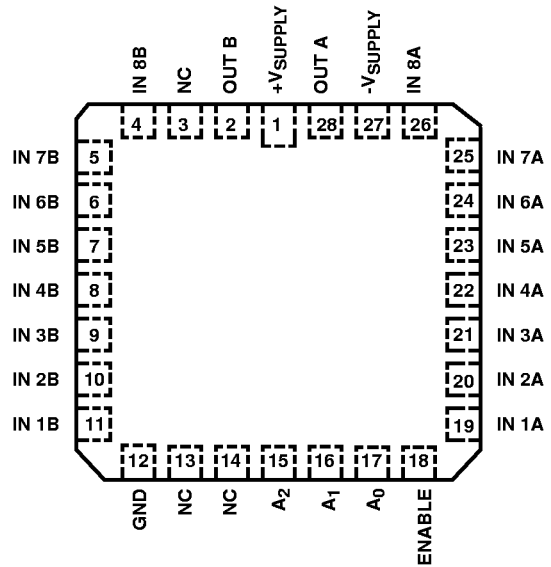 IN 8B
NC
OUT B
+VSUPPLY
OUT A
-VSUPPLY
IN 8A
4
3
2
1
28
27
26
IN 7B 5
25 IN 7A
IN 6B 6
24 IN 6A
IN 5B 7
23 IN 5A
IN 4B 8
22 IN 4A
IN 3B 9
21 IN 3A
IN 2B 10
20 IN 2A
IN 1B 11
19 IN 1A
12
13
14
15
16
17
18
GND
NC
NC
A2
A1
A0
ENABLE